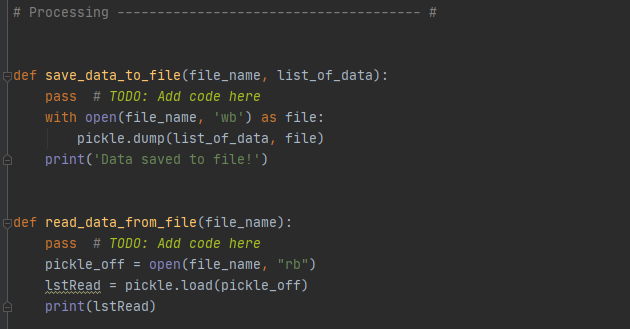 # Processing -------------------------------------- #
def save_data_to_file(file_name, list_of_data):
    pass  # TODO: Add code here
    with open(file_name, 'wb') as file:
        pickle.dump(list_of_data, file)
    print('Data saved to file!')
def read_data_from_file(file_name):
    pass  # TODO: Add code here
    pickle_off = open(file_name, "rb")
    lstRead = pickle.load(pickle_off)
    print(lstRead)